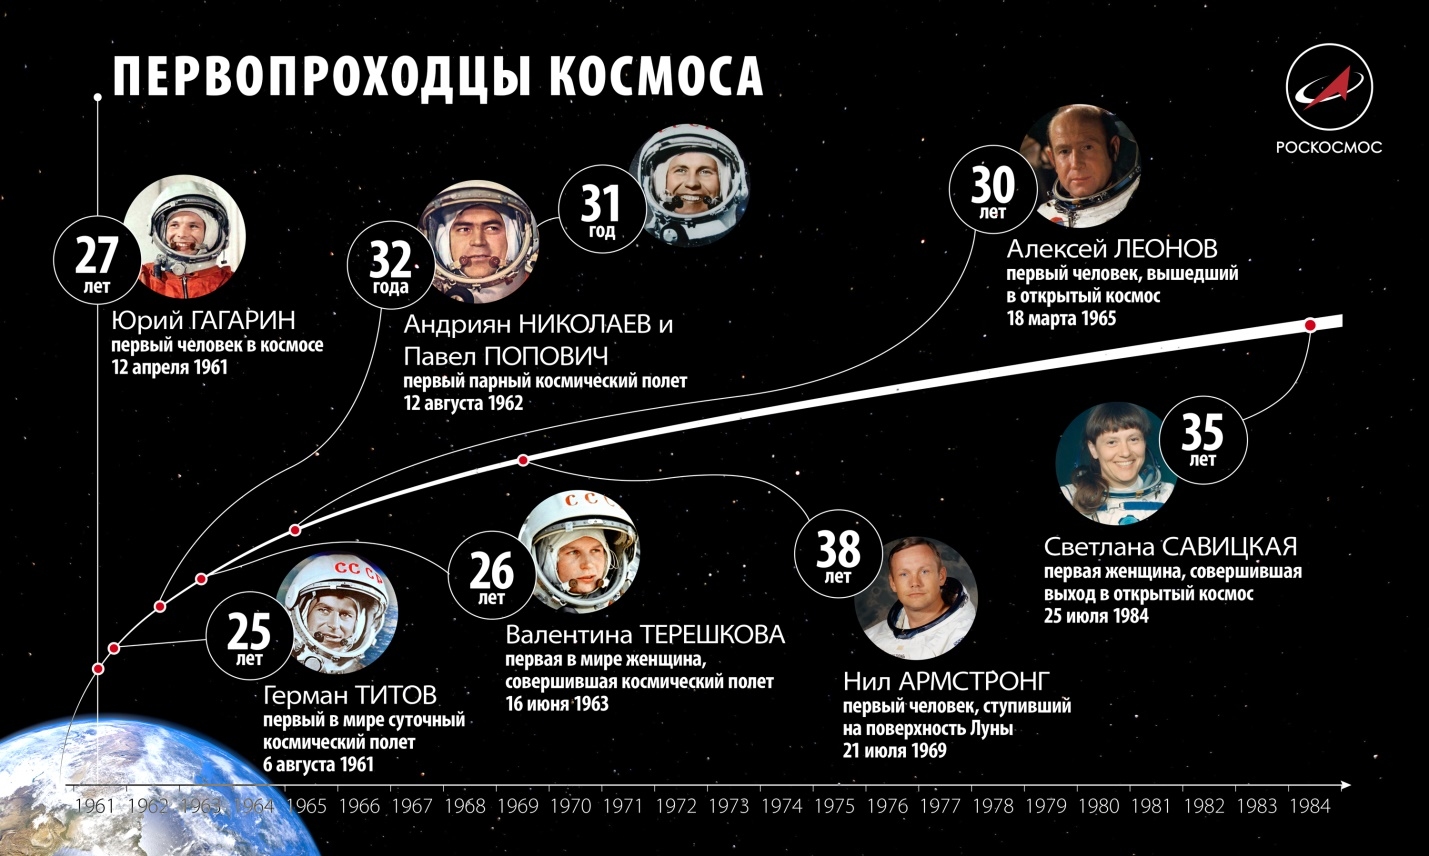 ПЕРВОПРОХОДЦЫ КОСМОСА
РОСКОСМОС
27
лет
Юрий ГАГАРИН
первый человек в космосе
12 апреля 1961
32
года
31
год
Андриян НИКОЛАЕВ и
Павел ПОПОВИЧ
первый парный космический полет
12 августа 1962
30
лет
Алексей ЛЕОНОВ
первый человек, вышедший
в открытый космос
18 марта 1965
25
лет
СССР
Герман ТИТОВ
первый в мире суточный
космический полет
6 августа 1961
26
лет
СССР
Валентина ТЕРЕШКОВА
первая в мире женщина,
совершившая космический полет
16 июня 1963
38
лет
Нил АРМСТРОНГ
первый человек, ступивший
на поверхность Луны
21 июля 1969
35
лет
Светлана САВИЦКАЯ
первая женщина, совершившая
выход в открытый космос
25 июля 1984
1961 1962 1963 1964 1965 1966 1967 1968 1969 1970 1971 1972 1973 1974 1975 1976 1977 1978 1979 1980 1981 1982 1983 1984